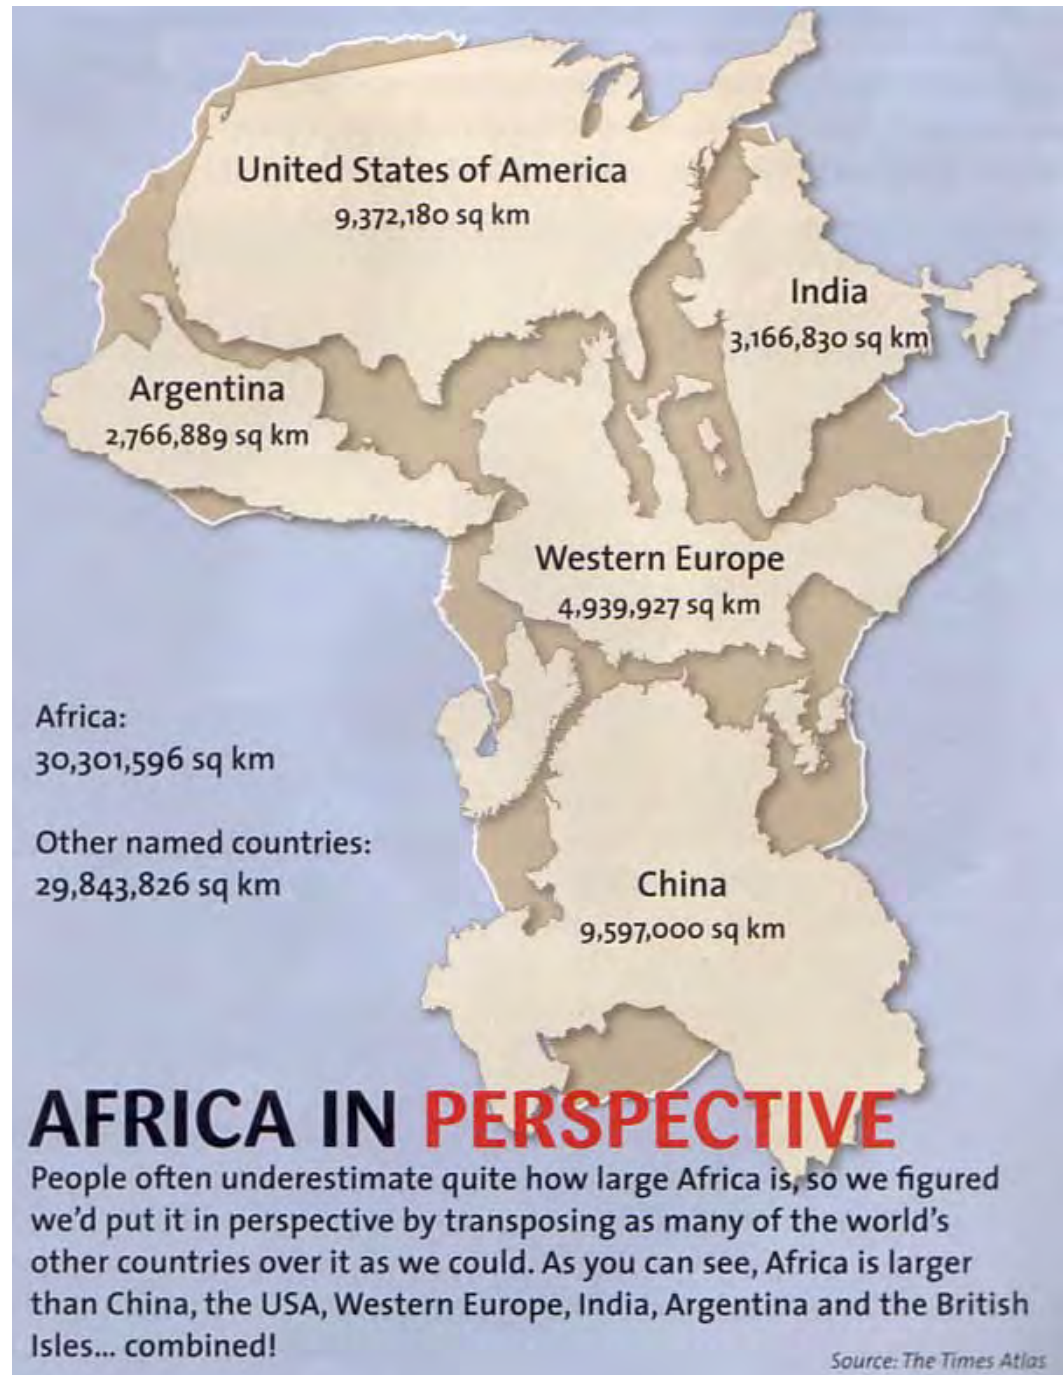 United States of America
9,372,180 sq km
India
3,166,830 sq km
Argentina
2,766,889 sq km
Western Europe
4,939,927 sq km
Africa:
30,301,596 sq km
Other named countries:
29,843,826 sq km
China
9,597,000 sq km
AFRICA IN PERSPECTIVE
People often underestimate quite how large Africa is, so we figured
we'd put it in perspective by transposing as many of the world's
other countries over it as we could. As you can see, Africa is larger
than China, the USA, Western Europe, India, Argentina and the British
Isles... combined!
Source: The Times Atlas